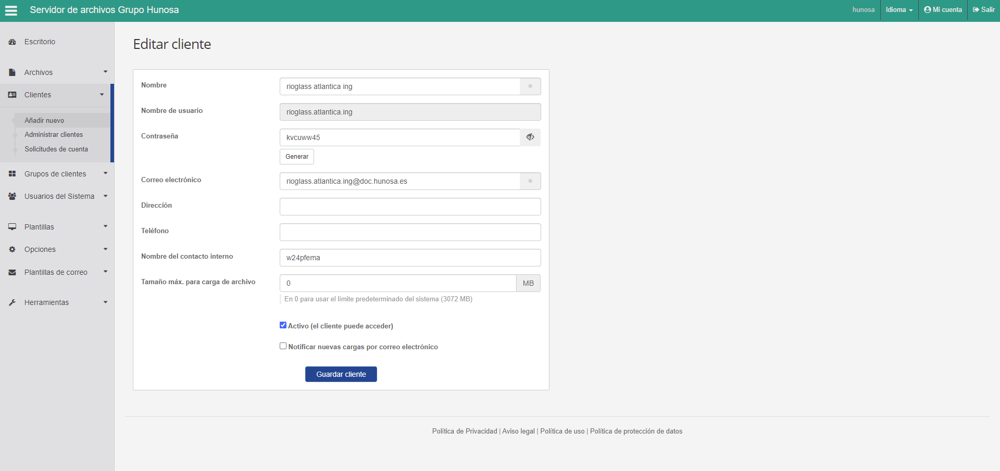 Servidor de archivos Grupo Hunosa
hunosa
Idioma
Mi cuenta
Salir
Escritorio
Archivos
Clientes
Añadir nuevo
Administrar clientes
Solicitudes de cuenta
Grupos de clientes
Usuarios del Sistema
Plantillas
Opciones
Plantillas de correo
Herramientas
Editar cliente
Nombre
rioglass atlantica ing
*
Nombre de usuario
rioglass.atlantica.ing
Contraseña
kvcuww45
Generar
Correo electrónico
rioglass.atlantica.ing@doc.hunosa.es
*
Dirección
Teléfono
Nombre del contacto interno
w24pfema
Tamaño máx. para carga de archivo
0
MB
En 0 para usar el límite predeterminado del sistema (3072 MB)
Activo (el cliente puede acceder)
Notificar nuevas cargas por correo electrónico
Guardar cliente
Política de Privacidad | Aviso legal | Política de uso | Política de protección de datos